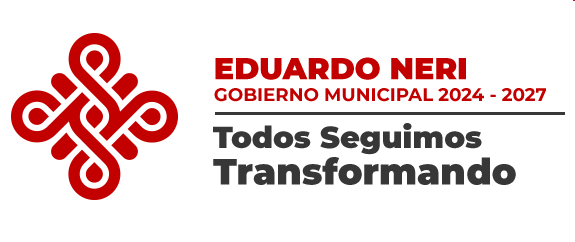 EDUARDO NERI
GOBIERNO MUNICIPAL 2024 - 2027
Todos Seguimos
Transformando